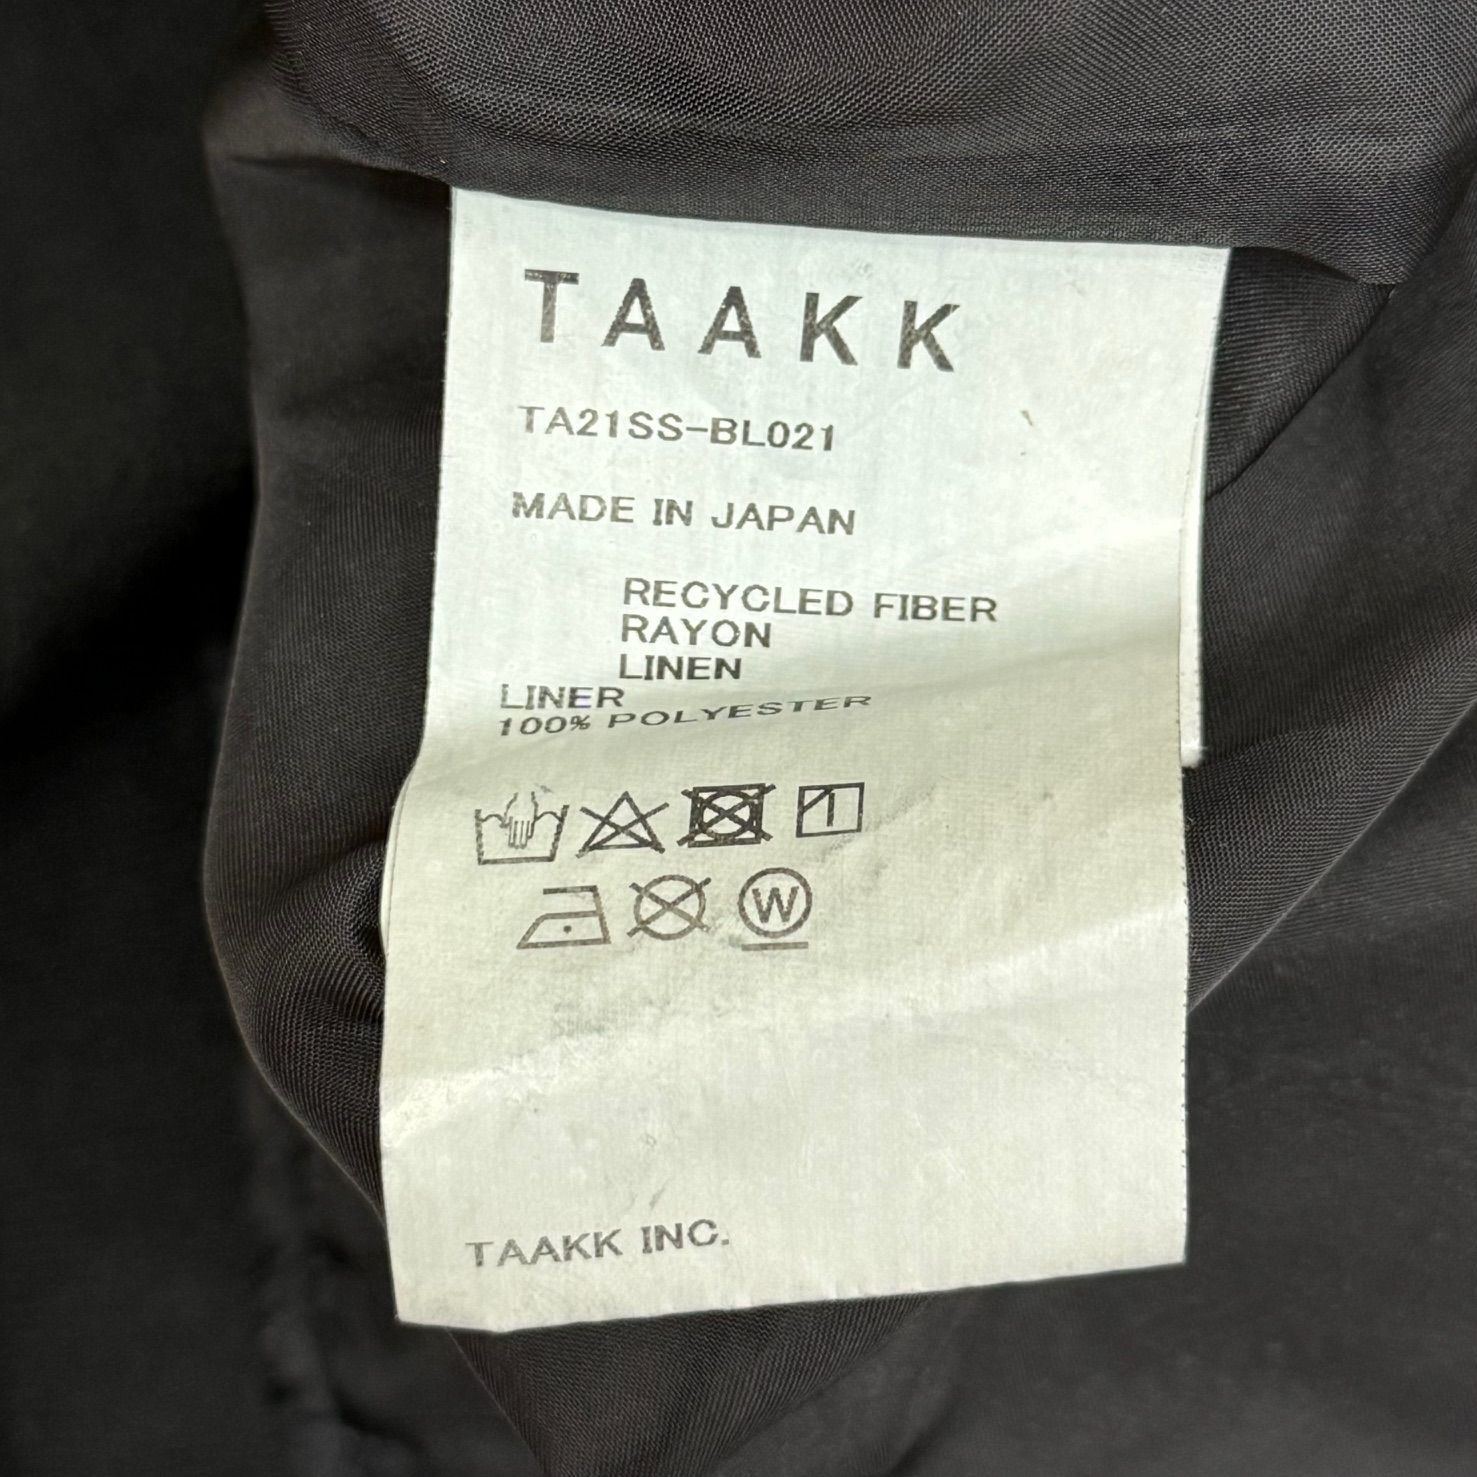 TAAKK
TA21SS-BL021
MADE IN JAPAN
RECYCLED FIBER
RAYON
LINEN
LINER
100% POLYESTER
W
TAAKK INC.